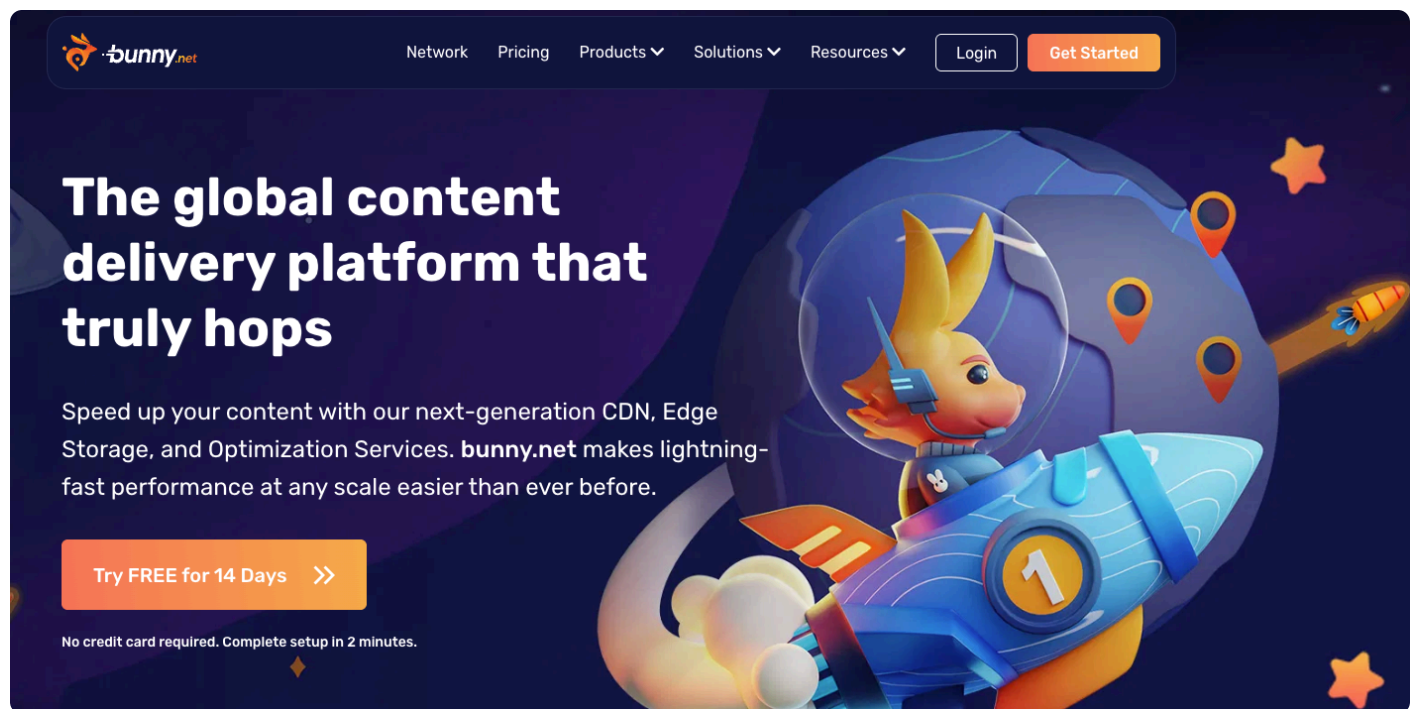 bunny.net
Network
Pricing
Products
Solutions
Resources
Login
Get Started
The global content
delivery platform that
truly hops
Speed up your content with our next-generation CDN, Edge
Storage, and Optimization Services. bunny.net makes lightning-
fast performance at any scale easier than ever before.
Try FREE for 14 Days
No credit card required. Complete setup in 2 minutes.
1